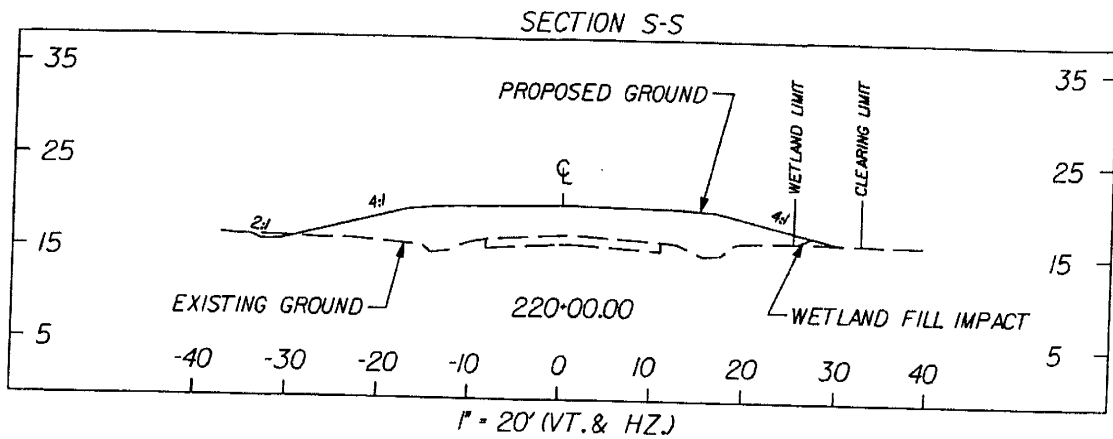 SECTION S-S
35
35
PROPOSED GROUND
WETLAND LIMIT
CLEARING LIMIT
25
25
℄
4:1
4:1
2:1
15
15
EXISTING GROUND
220+00.00
WETLAND FILL IMPACT
5
5
-40 -30 -20 -10 0 10 20 30 40
1" = 20' (VT. & HZ.)